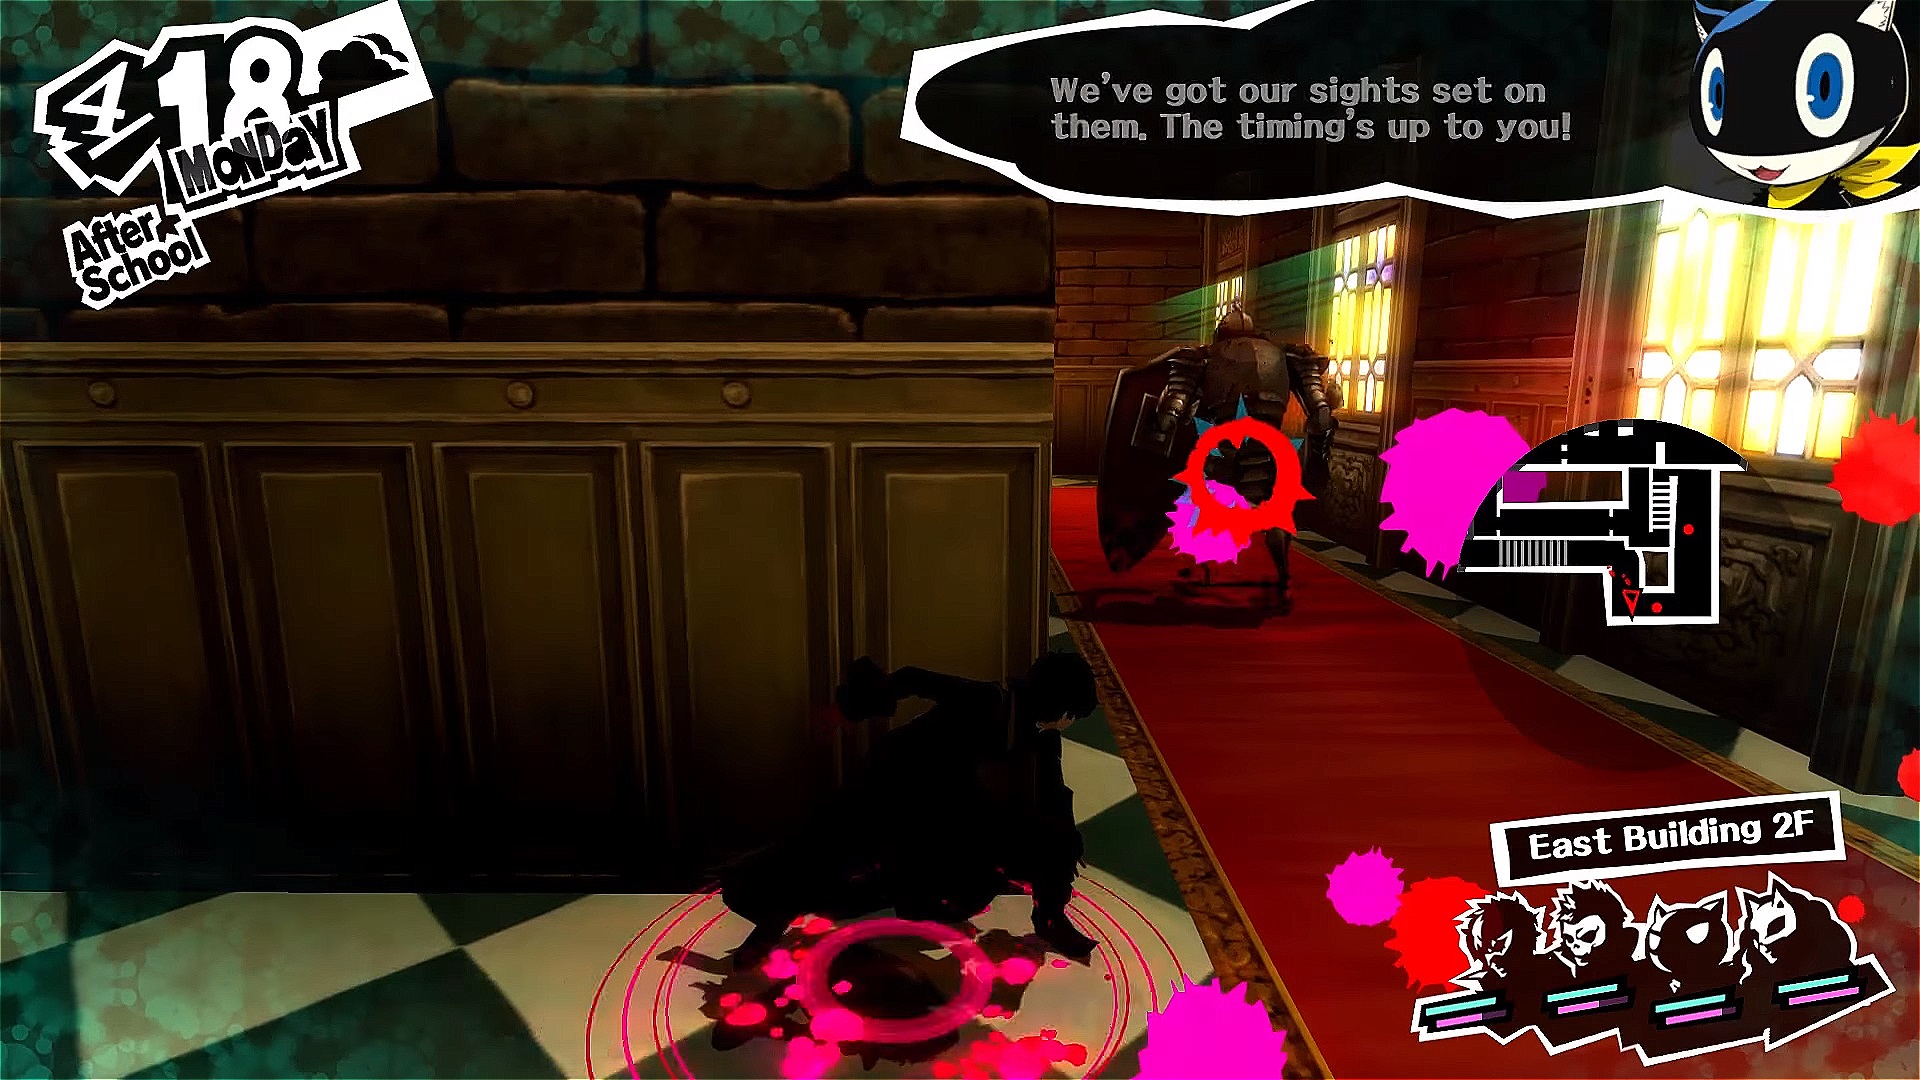 4 18
MONDAY
After
School
We've got our sights set on
them. The timing's up to you!
East Building 2F